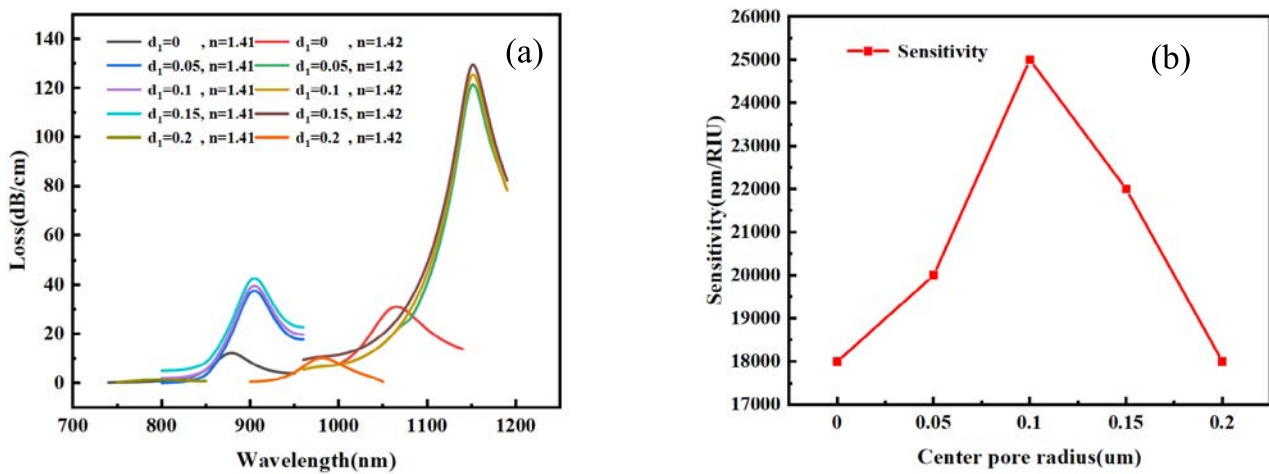 (a)
d1=0 , n=1.41
d1=0 , n=1.42
d1=0.05, n=1.41
d1=0.05, n=1.42
d1=0.1 , n=1.41
d1=0.1 , n=1.42
d1=0.15, n=1.41
d1=0.15, n=1.42
d1=0.2 , n=1.41
d1=0.2 , n=1.42
Loss(dB/cm)
140
120
100
80
60
40
20
0
700 800 900 1000 1100 1200
Wavelength(nm)
(b)
Sensitivity
Sensitivity(nm/RIU)
26000
25000
24000
23000
22000
21000
20000
19000
18000
17000
0 0.05 0.1 0.15 0.2
Center pore radius(um)